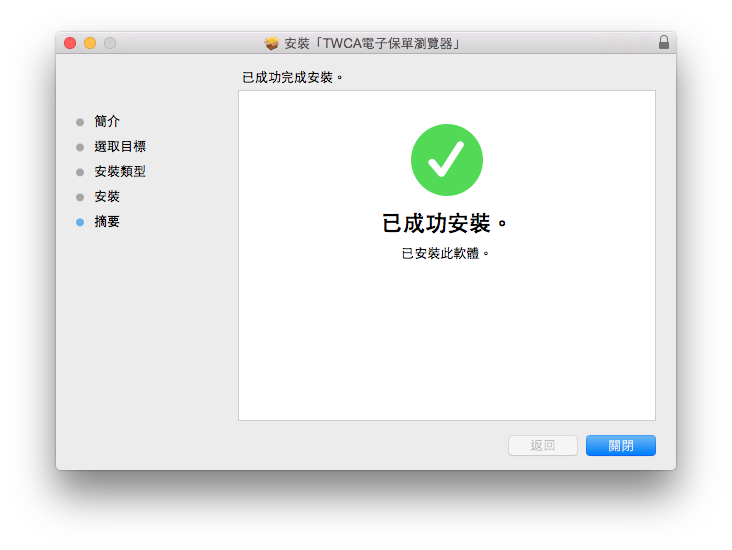 安裝「TWCA電子保單瀏覽器」
已成功完成安裝。
簡介
選取目標
安裝類型
安裝
摘要
已成功安裝。
已安裝此軟體。
返回
關閉